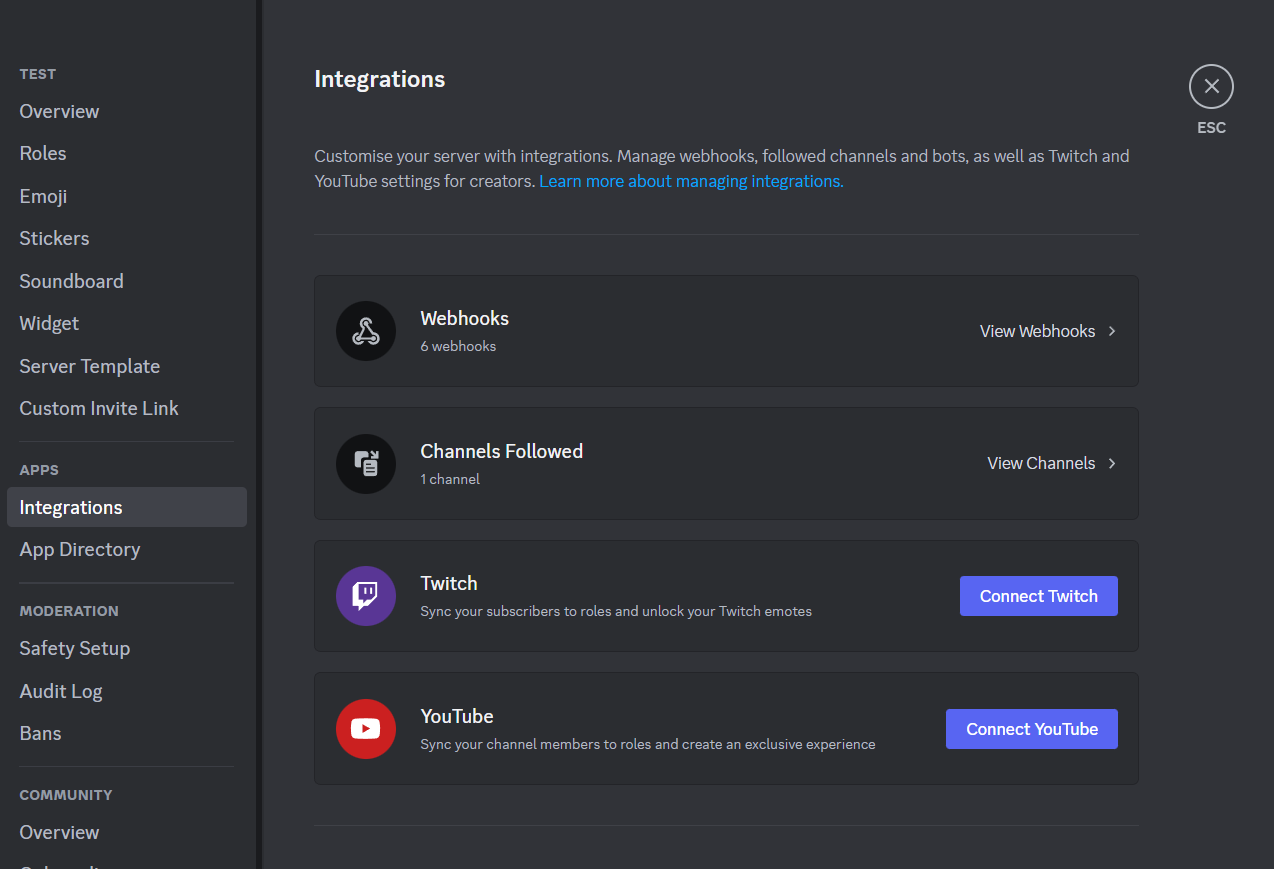 TEST
Overview
Roles
Emoji
Stickers
Soundboard
Widget
Server Template
Custom Invite Link
APPS
Integrations
App Directory
MODERATION
Safety Setup
Audit Log
Bans
COMMUNITY
Overview
Integrations
ESC
Customise your server with integrations. Manage webhooks, followed channels and bots, as well as Twitch and
YouTube settings for creators. Learn more about managing integrations.
Webhooks
6 webhooks
View Webhooks
Channels Followed
1 channel
View Channels
Twitch
Sync your subscribers to roles and unlock your Twitch emotes
Connect Twitch
YouTube
Sync your channel members to roles and create an exclusive experience
Connect YouTube